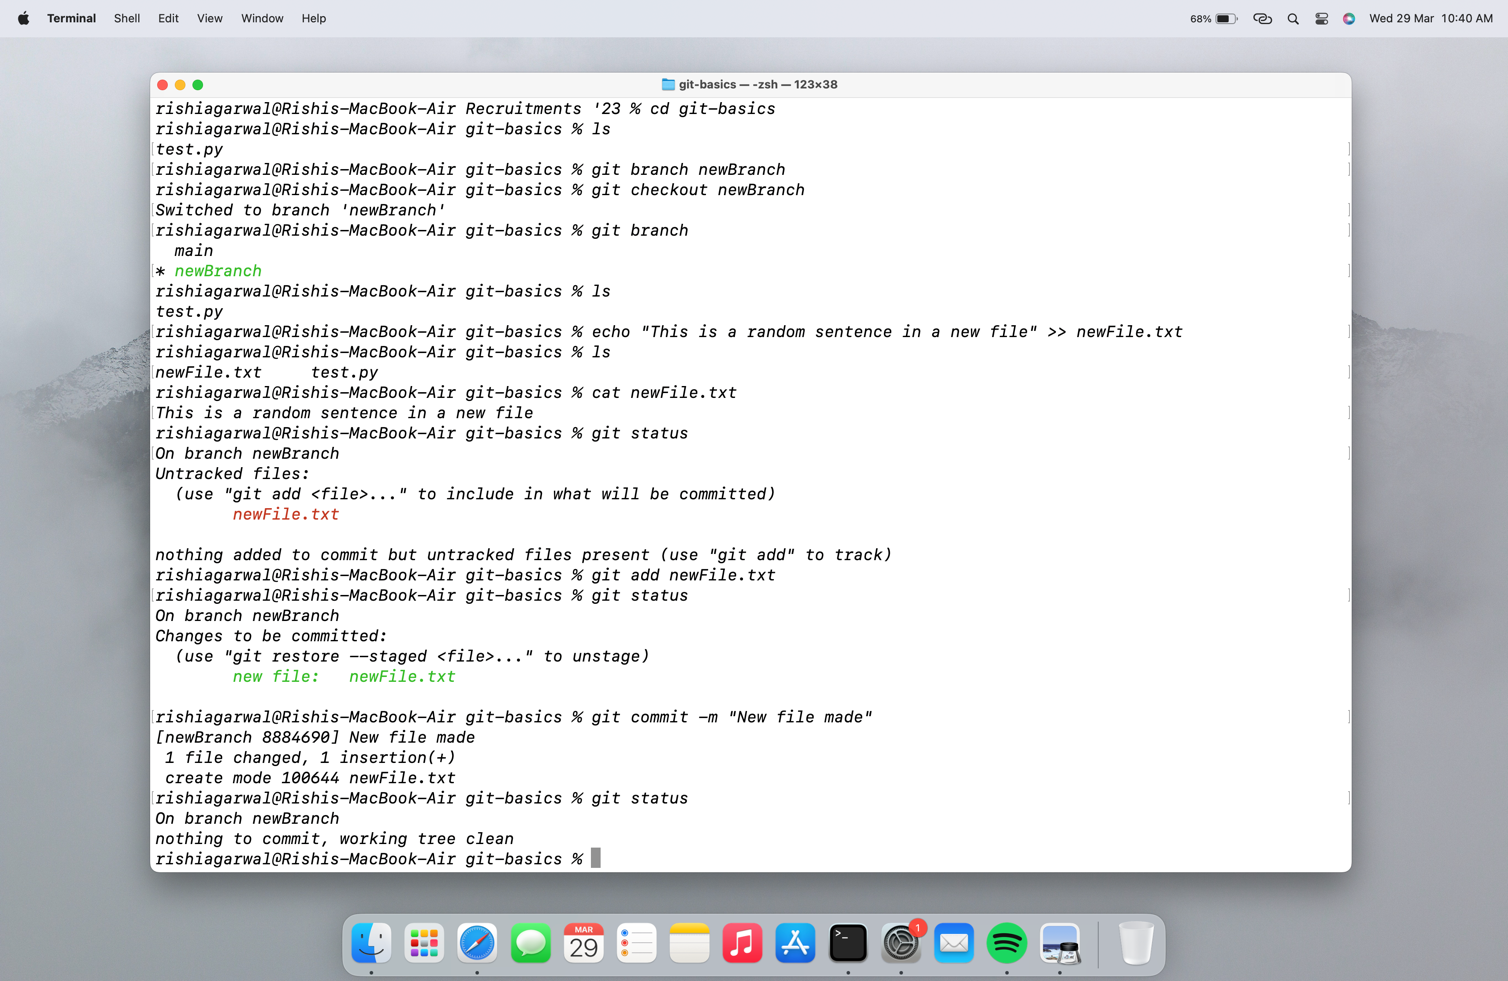 Terminal Shell Edit View Window Help 68% Wed 29 Mar 10:40 AM
git-basics — -zsh — 123×38
rishiagarwal@Rishis-MacBook-Air Recruitments '23 % cd git-basics
rishiagarwal@Rishis-MacBook-Air git-basics % ls
test.py
rishiagarwal@Rishis-MacBook-Air git-basics % git branch newBranch
rishiagarwal@Rishis-MacBook-Air git-basics % git checkout newBranch
Switched to branch 'newBranch'
rishiagarwal@Rishis-MacBook-Air git-basics % git branch
  main
* newBranch
rishiagarwal@Rishis-MacBook-Air git-basics % ls
test.py
rishiagarwal@Rishis-MacBook-Air git-basics % echo "This is a random sentence in a new file" >> newFile.txt
rishiagarwal@Rishis-MacBook-Air git-basics % ls
newFile.txt     test.py
rishiagarwal@Rishis-MacBook-Air git-basics % cat newFile.txt
This is a random sentence in a new file
rishiagarwal@Rishis-MacBook-Air git-basics % git status
On branch newBranch
Untracked files:
  (use "git add <file>..." to include in what will be committed)
        newFile.txt
nothing added to commit but untracked files present (use "git add" to track)
rishiagarwal@Rishis-MacBook-Air git-basics % git add newFile.txt
rishiagarwal@Rishis-MacBook-Air git-basics % git status
On branch newBranch
Changes to be committed:
  (use "git restore --staged <file>..." to unstage)
        new file:   newFile.txt
rishiagarwal@Rishis-MacBook-Air git-basics % git commit -m "New file made"
[newBranch 8884690] New file made
 1 file changed, 1 insertion(+)
 create mode 100644 newFile.txt
rishiagarwal@Rishis-MacBook-Air git-basics % git status
On branch newBranch
nothing to commit, working tree clean
rishiagarwal@Rishis-MacBook-Air git-basics %
MAR
29
>_
1